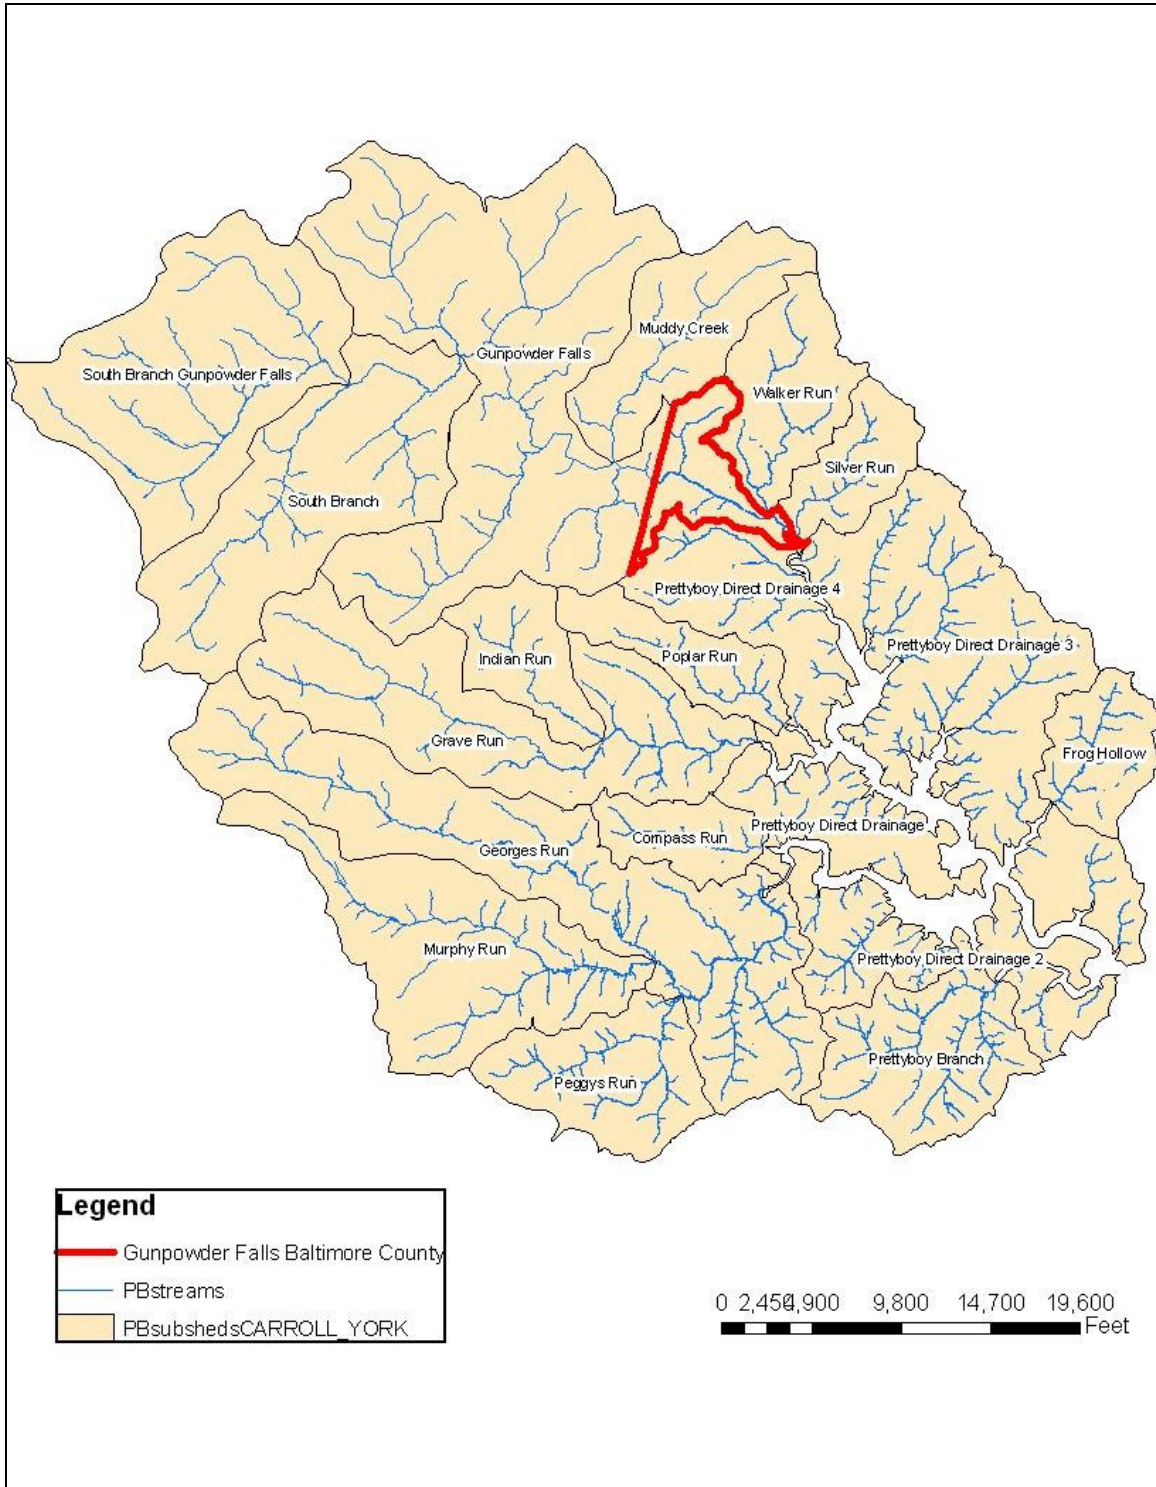 Muddy Creek
Gunpowder Falls
South Branch Gunpowder Falls
Walker Run
Silver Run
South Branch
Prettyboy Direct Drainage 4
Prettyboy Direct Drainage 3
Indian Run
Poplar Run
Grave Run
Frog Hollow
Prettyboy Direct Drainage
Compass Run
Georges Run
Murphy Run
Prettyboy Direct Drainage 2
Prettyboy Branch
Peggys Run
Legend
Gunpowder Falls Baltimore County
PBstreams
PBsubshedsCARROLL_YORK
0 2,450 4,900 9,800 14,700 19,600
Feet